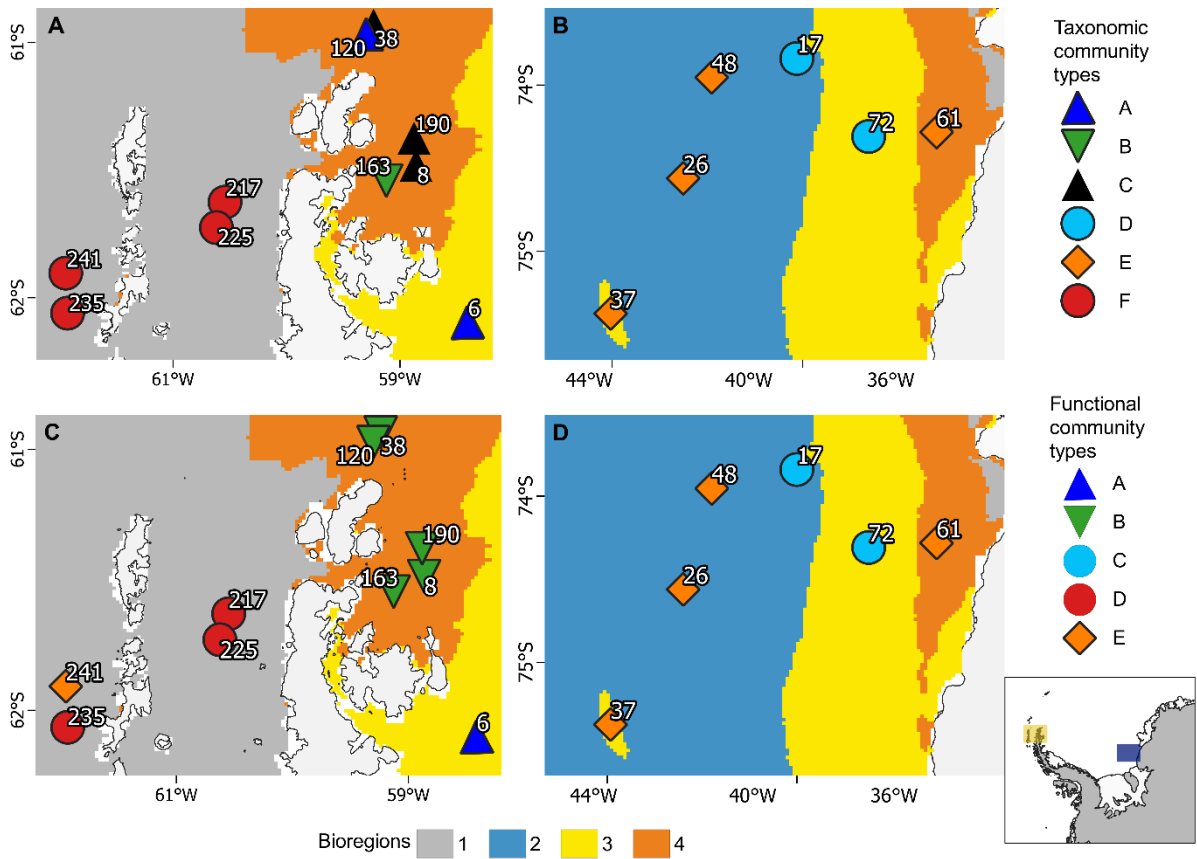 A
61°S
62°S
120
38
190
163
8
217
225
241
235
6
61°W
59°W
B
74°S
75°S
17
48
72
61
26
37
44°W
40°W
36°W
Taxonomic
community
types
A
B
C
D
E
F
C
61°S
62°S
120
38
190
163
8
217
225
241
235
6
61°W
59°W
D
74°S
75°S
17
48
72
61
26
37
44°W
40°W
36°W
Functional
community
types
A
B
C
D
E
Bioregions 1 2 3 4